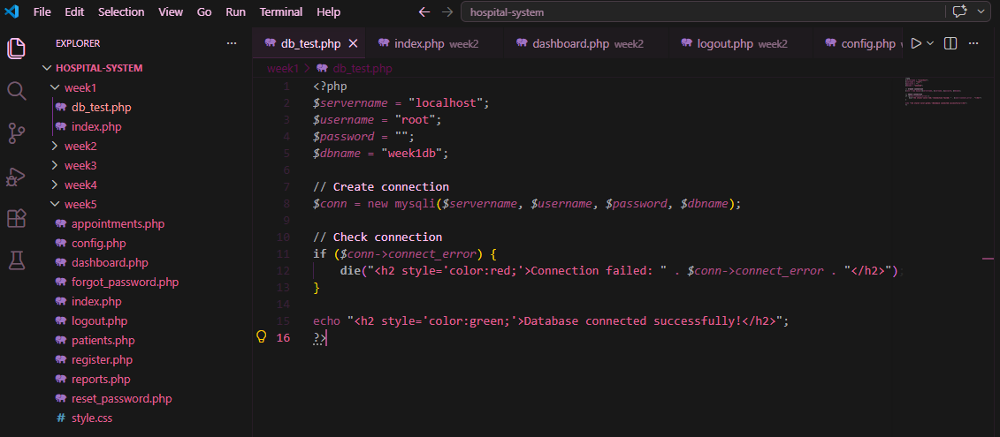 File Edit Selection View Go Run Terminal Help
hospital-system
EXPLORER
HOSPITAL-SYSTEM
week1
db_test.php
index.php
week2
week3
week4
week5
appointments.php
config.php
dashboard.php
forgot_password.php
index.php
logout.php
patients.php
register.php
reports.php
reset_password.php
# style.css
db_test.php index.php week2 dashboard.php week2 logout.php week2 config.php
week1 > db_test.php
1 <?php
2 $servername = "localhost";
3 $username = "root";
4 $password = "";
5 $dbname = "week1db";
6
7 // Create connection
8 $conn = new mysqli($servername, $username, $password, $dbname);
9
10 // Check connection
11 if ($conn->connect_error) {
12 die("<h2 style='color:red;'>Connection failed: " . $conn->connect_error . "</h2>")
13 }
14
15 echo "<h2 style='color:green;'>Database connected successfully!</h2>";
16 ?>